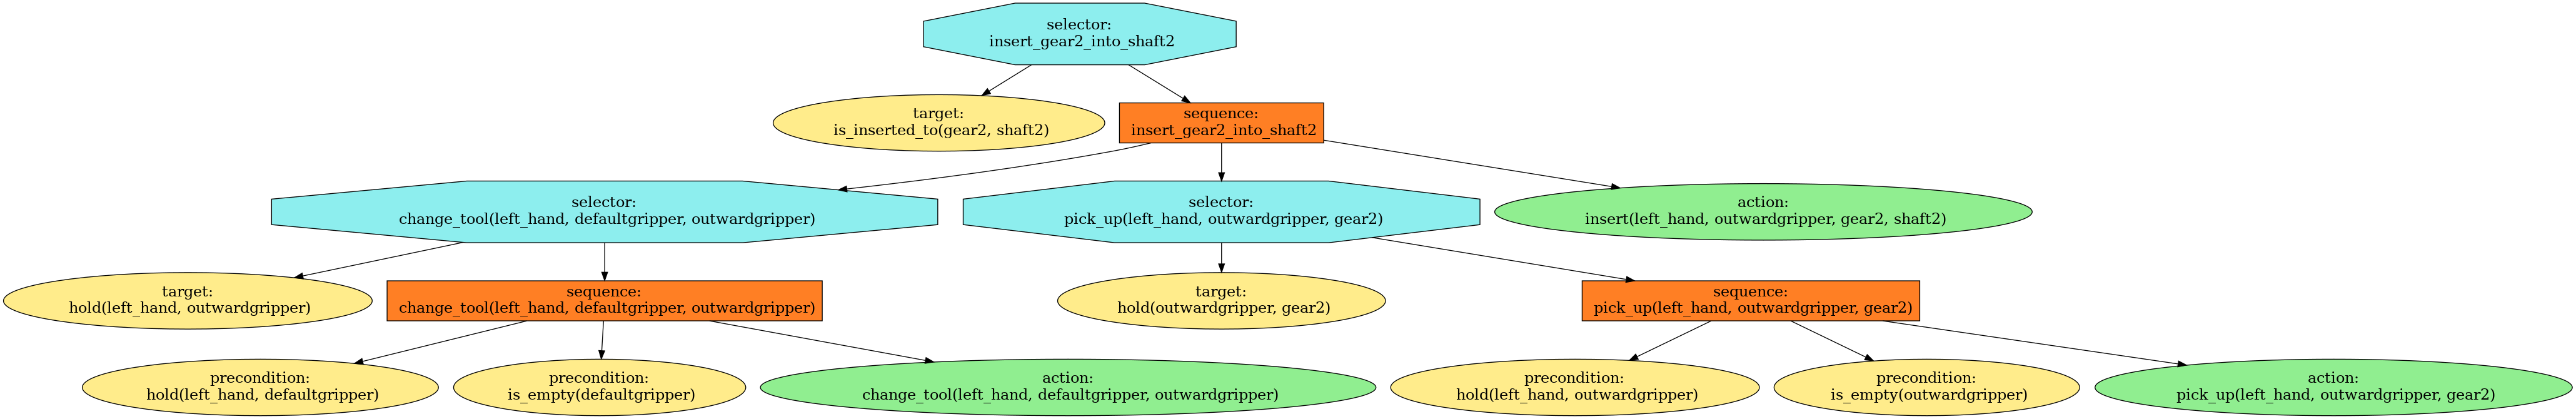 selector:
insert_gear2_into_shaft2
target:
is_inserted_to(gear2, shaft2)
sequence:
insert_gear2_into_shaft2
selector:
change_tool(left_hand, defaultgripper, outwardgripper)
selector:
pick_up(left_hand, outwardgripper, gear2)
action:
insert(left_hand, outwardgripper, gear2, shaft2)
target:
hold(left_hand, outwardgripper)
sequence:
change_tool(left_hand, defaultgripper, outwardgripper)
target:
hold(outwardgripper, gear2)
sequence:
pick_up(left_hand, outwardgripper, gear2)
precondition:
hold(left_hand, defaultgripper)
precondition:
is_empty(defaultgripper)
action:
change_tool(left_hand, defaultgripper, outwardgripper)
precondition:
hold(left_hand, outwardgripper)
precondition:
is_empty(outwardgripper)
action:
pick_up(left_hand, outwardgripper, gear2)